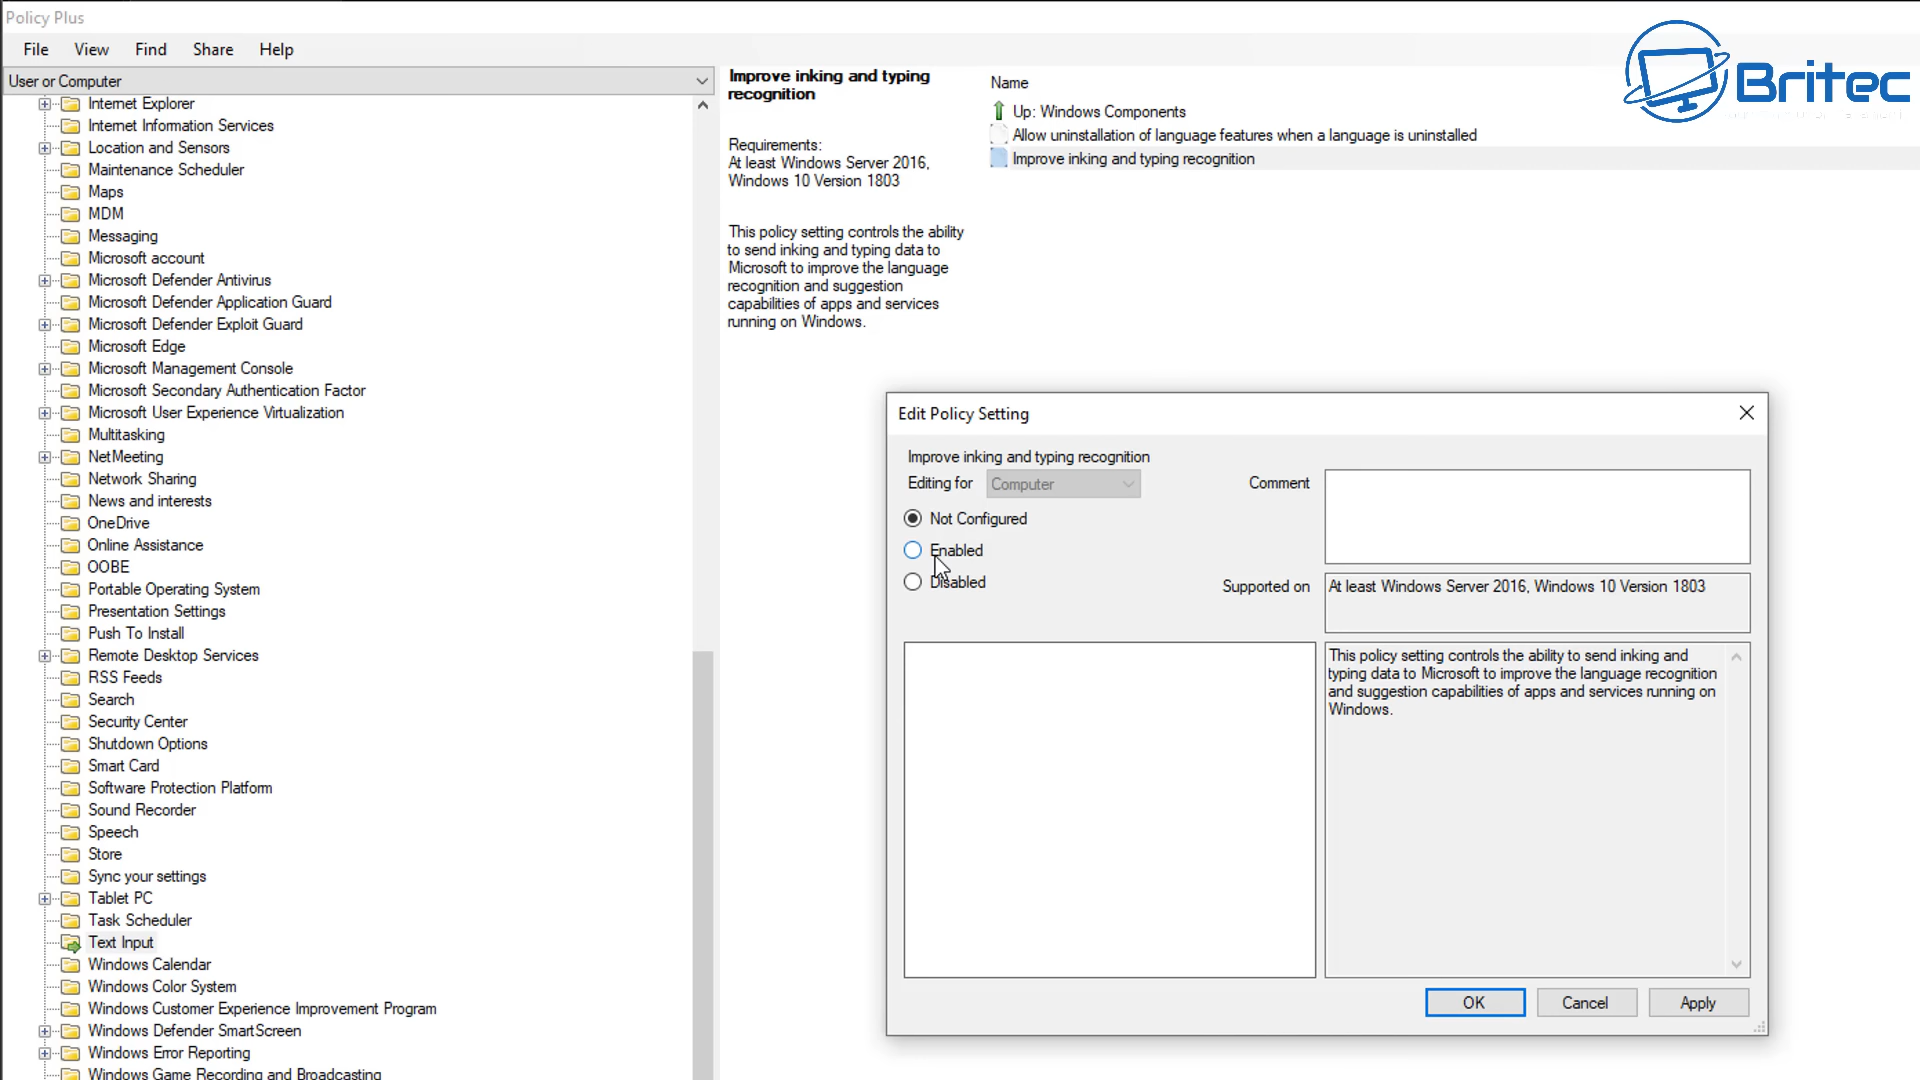 Policy Plus
File View Find Share Help
User or Computer
Internet Explorer
Internet Information Services
Location and Sensors
Maintenance Scheduler
Maps
MDM
Messaging
Microsoft account
Microsoft Defender Antivirus
Microsoft Defender Application Guard
Microsoft Defender Exploit Guard
Microsoft Edge
Microsoft Management Console
Microsoft Secondary Authentication Factor
Microsoft User Experience Virtualization
Multitasking
NetMeeting
Network Sharing
News and interests
OneDrive
Online Assistance
OOBE
Portable Operating System
Presentation Settings
Push To Install
Remote Desktop Services
RSS Feeds
Search
Security Center
Shutdown Options
Smart Card
Software Protection Platform
Sound Recorder
Speech
Store
Sync your settings
Tablet PC
Task Scheduler
Text Input
Windows Calendar
Windows Color System
Windows Customer Experience Improvement Program
Windows Defender SmartScreen
Windows Error Reporting
Windows Game Recording and Broadcasting
Improve inking and typing
recognition
Requirements:
At least Windows Server 2016,
Windows 10 Version 1803
This policy setting controls the ability
to send inking and typing data to
Microsoft to improve the language
recognition and suggestion
capabilities of apps and services
running on Windows.
Name
Up: Windows Components
Allow uninstallation of language features when a language is uninstalled
Improve inking and typing recognition
Britec
Edit Policy Setting
Improve inking and typing recognition
Editing for Computer
Comment
Not Configured
Enabled
Disabled
Supported on
At least Windows Server 2016, Windows 10 Version 1803
This policy setting controls the ability to send inking and
typing data to Microsoft to improve the language recognition
and suggestion capabilities of apps and services running on
Windows.
OK Cancel Apply